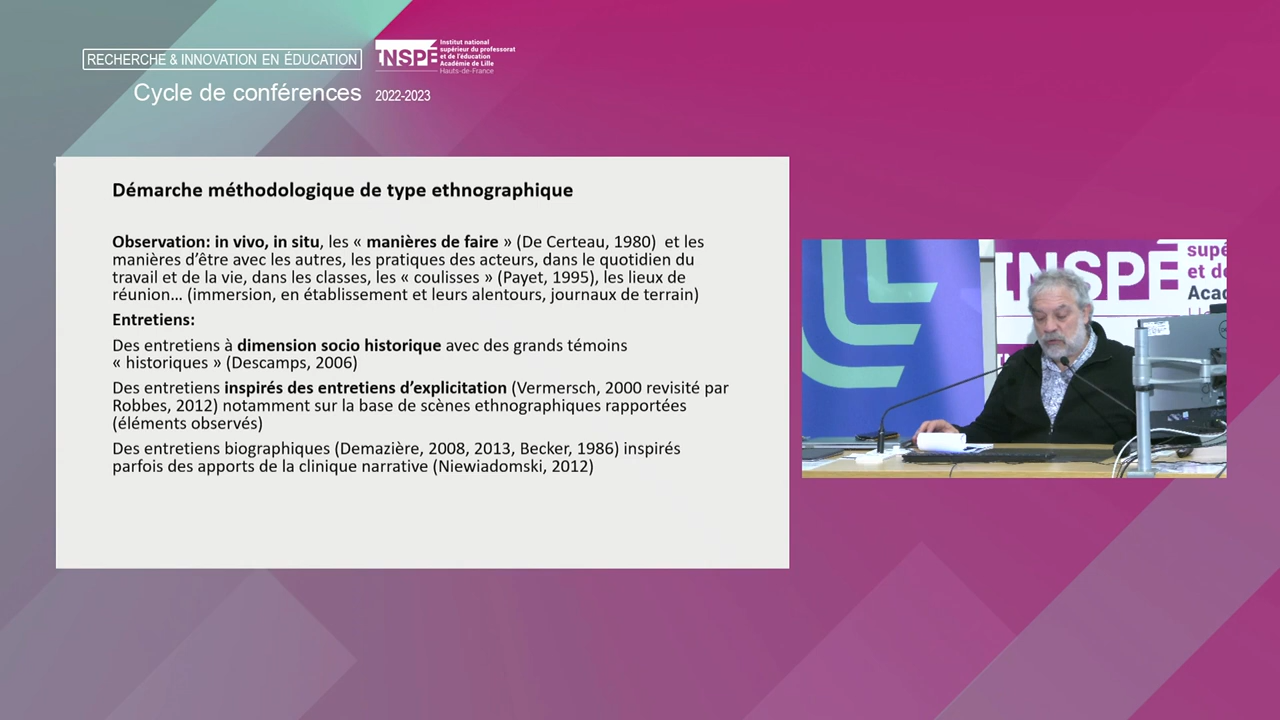 RECHERCHE & INNOVATION EN ÉDUCATION
Cycle de conférences 2022-2023
INSPÉ
Institut national
supérieur du professorat
et de l'éducation
Académie de Lille
Hauts-de-France
Démarche méthodologique de type ethnographique
Observation: in vivo, in situ, les « manières de faire » (De Certeau, 1980) et les
manières d'être avec les autres, les pratiques des acteurs, dans le quotidien du
travail et de la vie, dans les classes, les « coulisses » (Payet, 1995), les lieux de
réunion... (immersion, en établissement et leurs alentours, journaux de terrain)
Entretiens:
Des entretiens à dimension socio historique avec des grands témoins
« historiques » (Descamps, 2006)
Des entretiens inspirés des entretiens d'explicitation (Vermersch, 2000 revisité par
Robbes, 2012) notamment sur la base de scènes ethnographiques rapportées
(éléments observés)
Des entretiens biographiques (Demazière, 2008, 2013, Becker, 1986) inspirés
parfois des apports de la clinique narrative (Niewiadomski, 2012)
INSPÉ
supé
et de
Acad